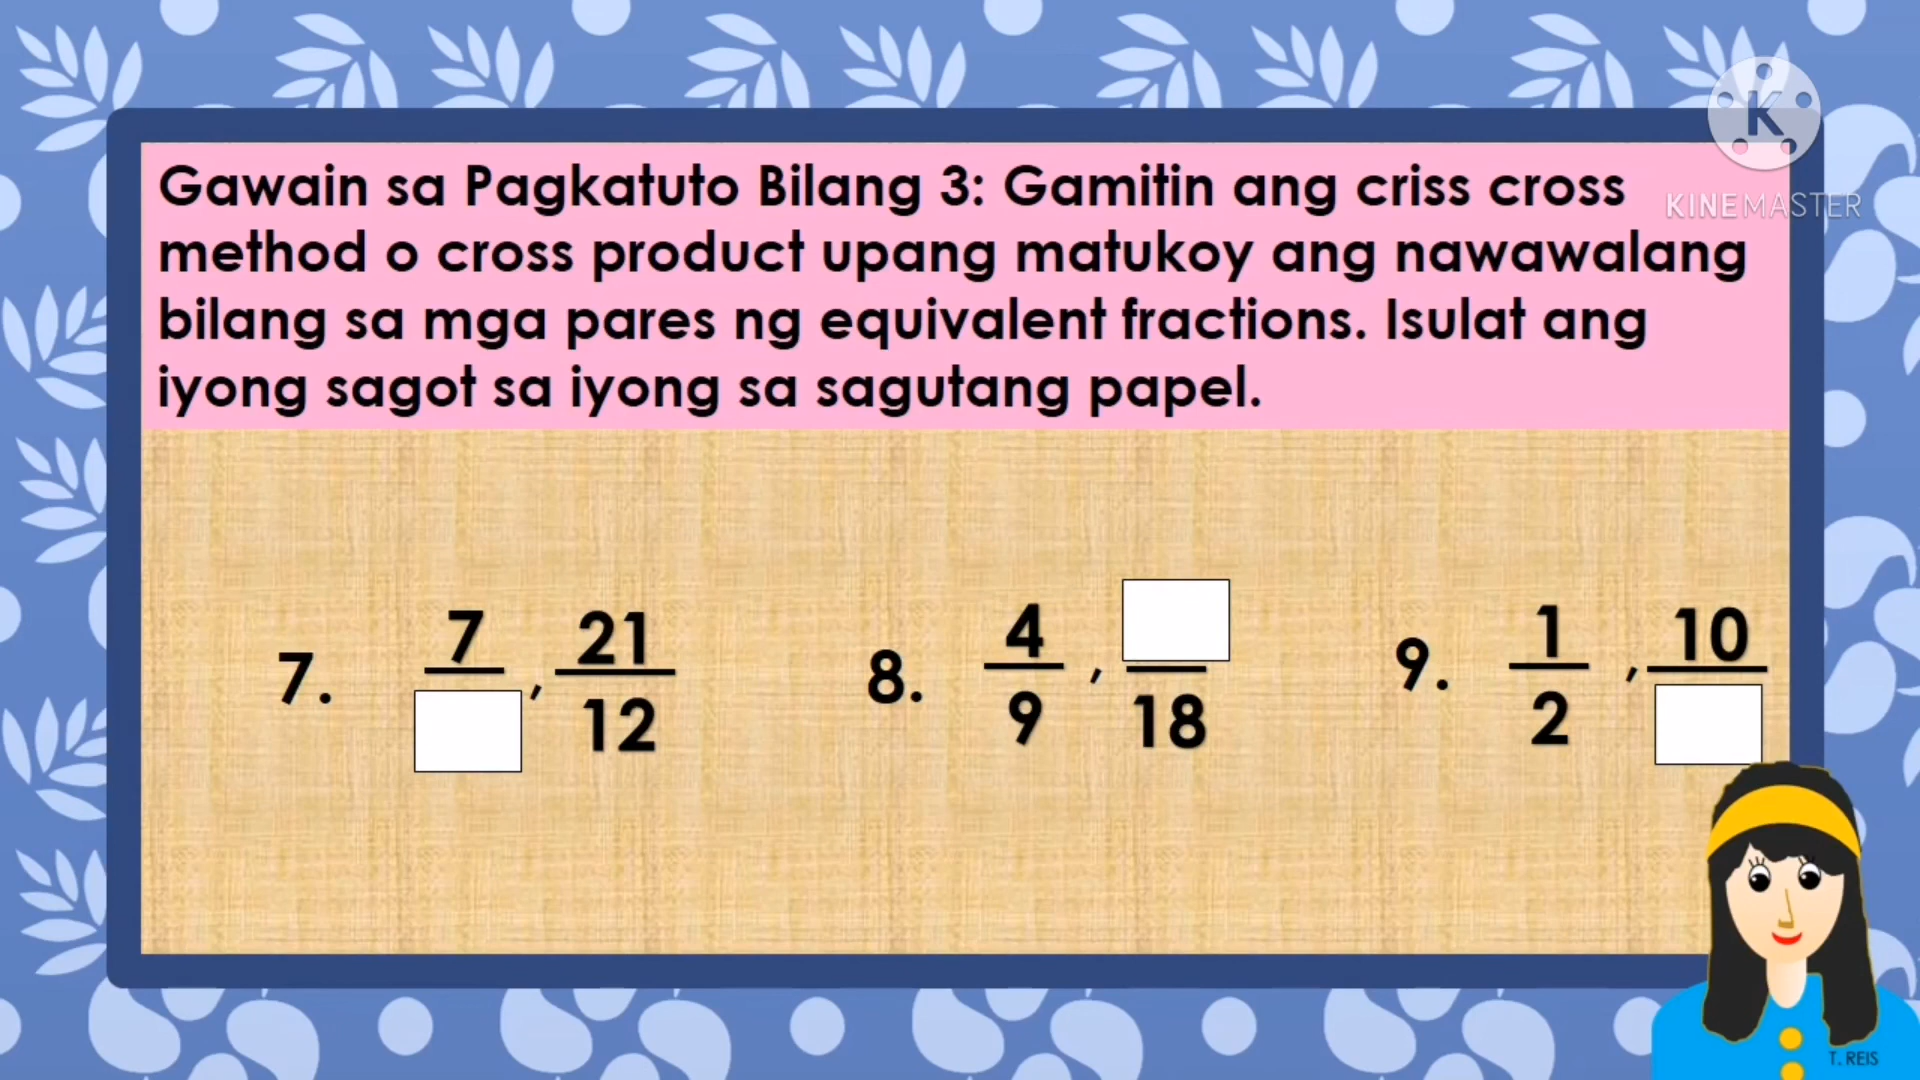 Gawain sa Pagkatuto Bilang 3: Gamitin ang criss cross
method o cross product upang matukoy ang nawawalang
bilang sa mga pares ng equivalent fractions. Isulat ang
iyong sagot sa iyong sa sagutang papel.
K
KINEMASTER
7. 7 , 21
12
8. 4 ,
9 18
9. 1 , 10
2
T. REIS